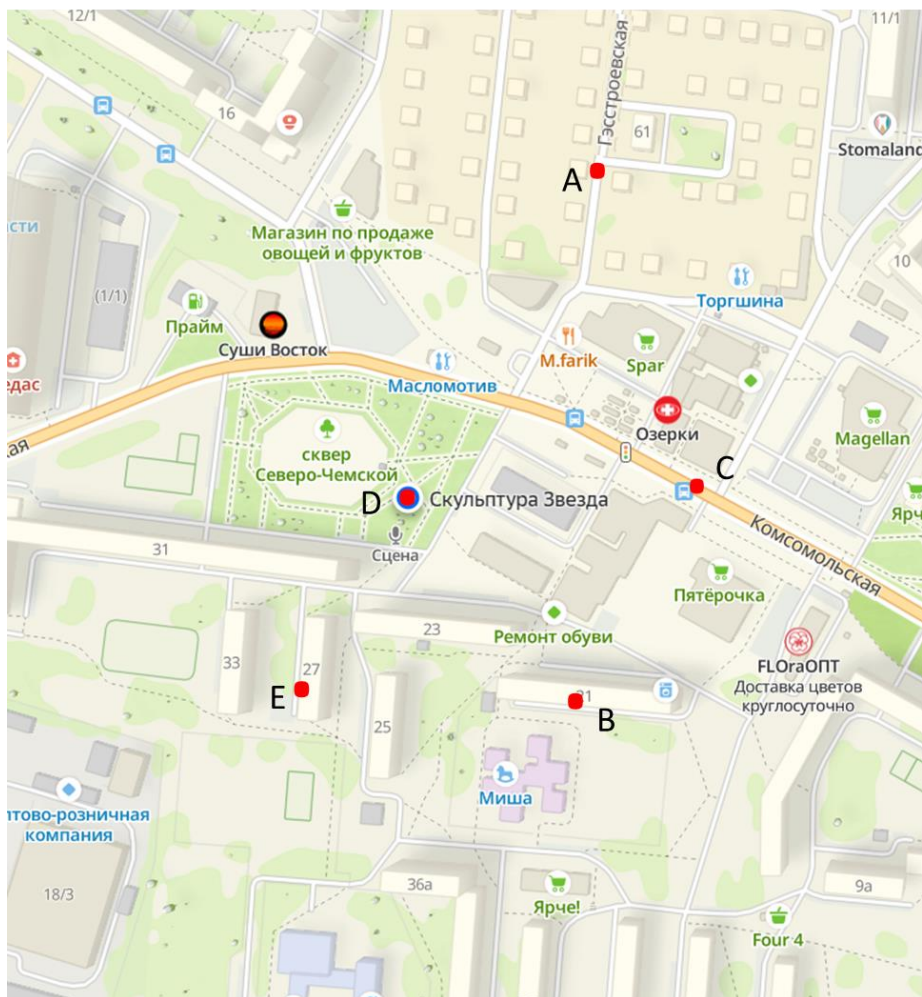 12/1
11/1
Гэсстроевская
16
61
Stomaland
A
сти
Магазин по продаже
овощей и фруктов
10
(1/1)
Торгшина
Прайм
Суши Восток
M.farik
Spar
едас
Масломотив
ая
Озерки
Magellan
сквер
Северо-Чемской
C
D
Скульптура Звезда
Ярче
Сцена
Комсомольская
31
Пятёрочка
23
Ремонт обуви
33
27
FLOraОПТ
Доставка цветов
круглосуточно
E
B
25
Миша
птово-розничная
компания
36а
9а
18/3
Ярче!
Four 4